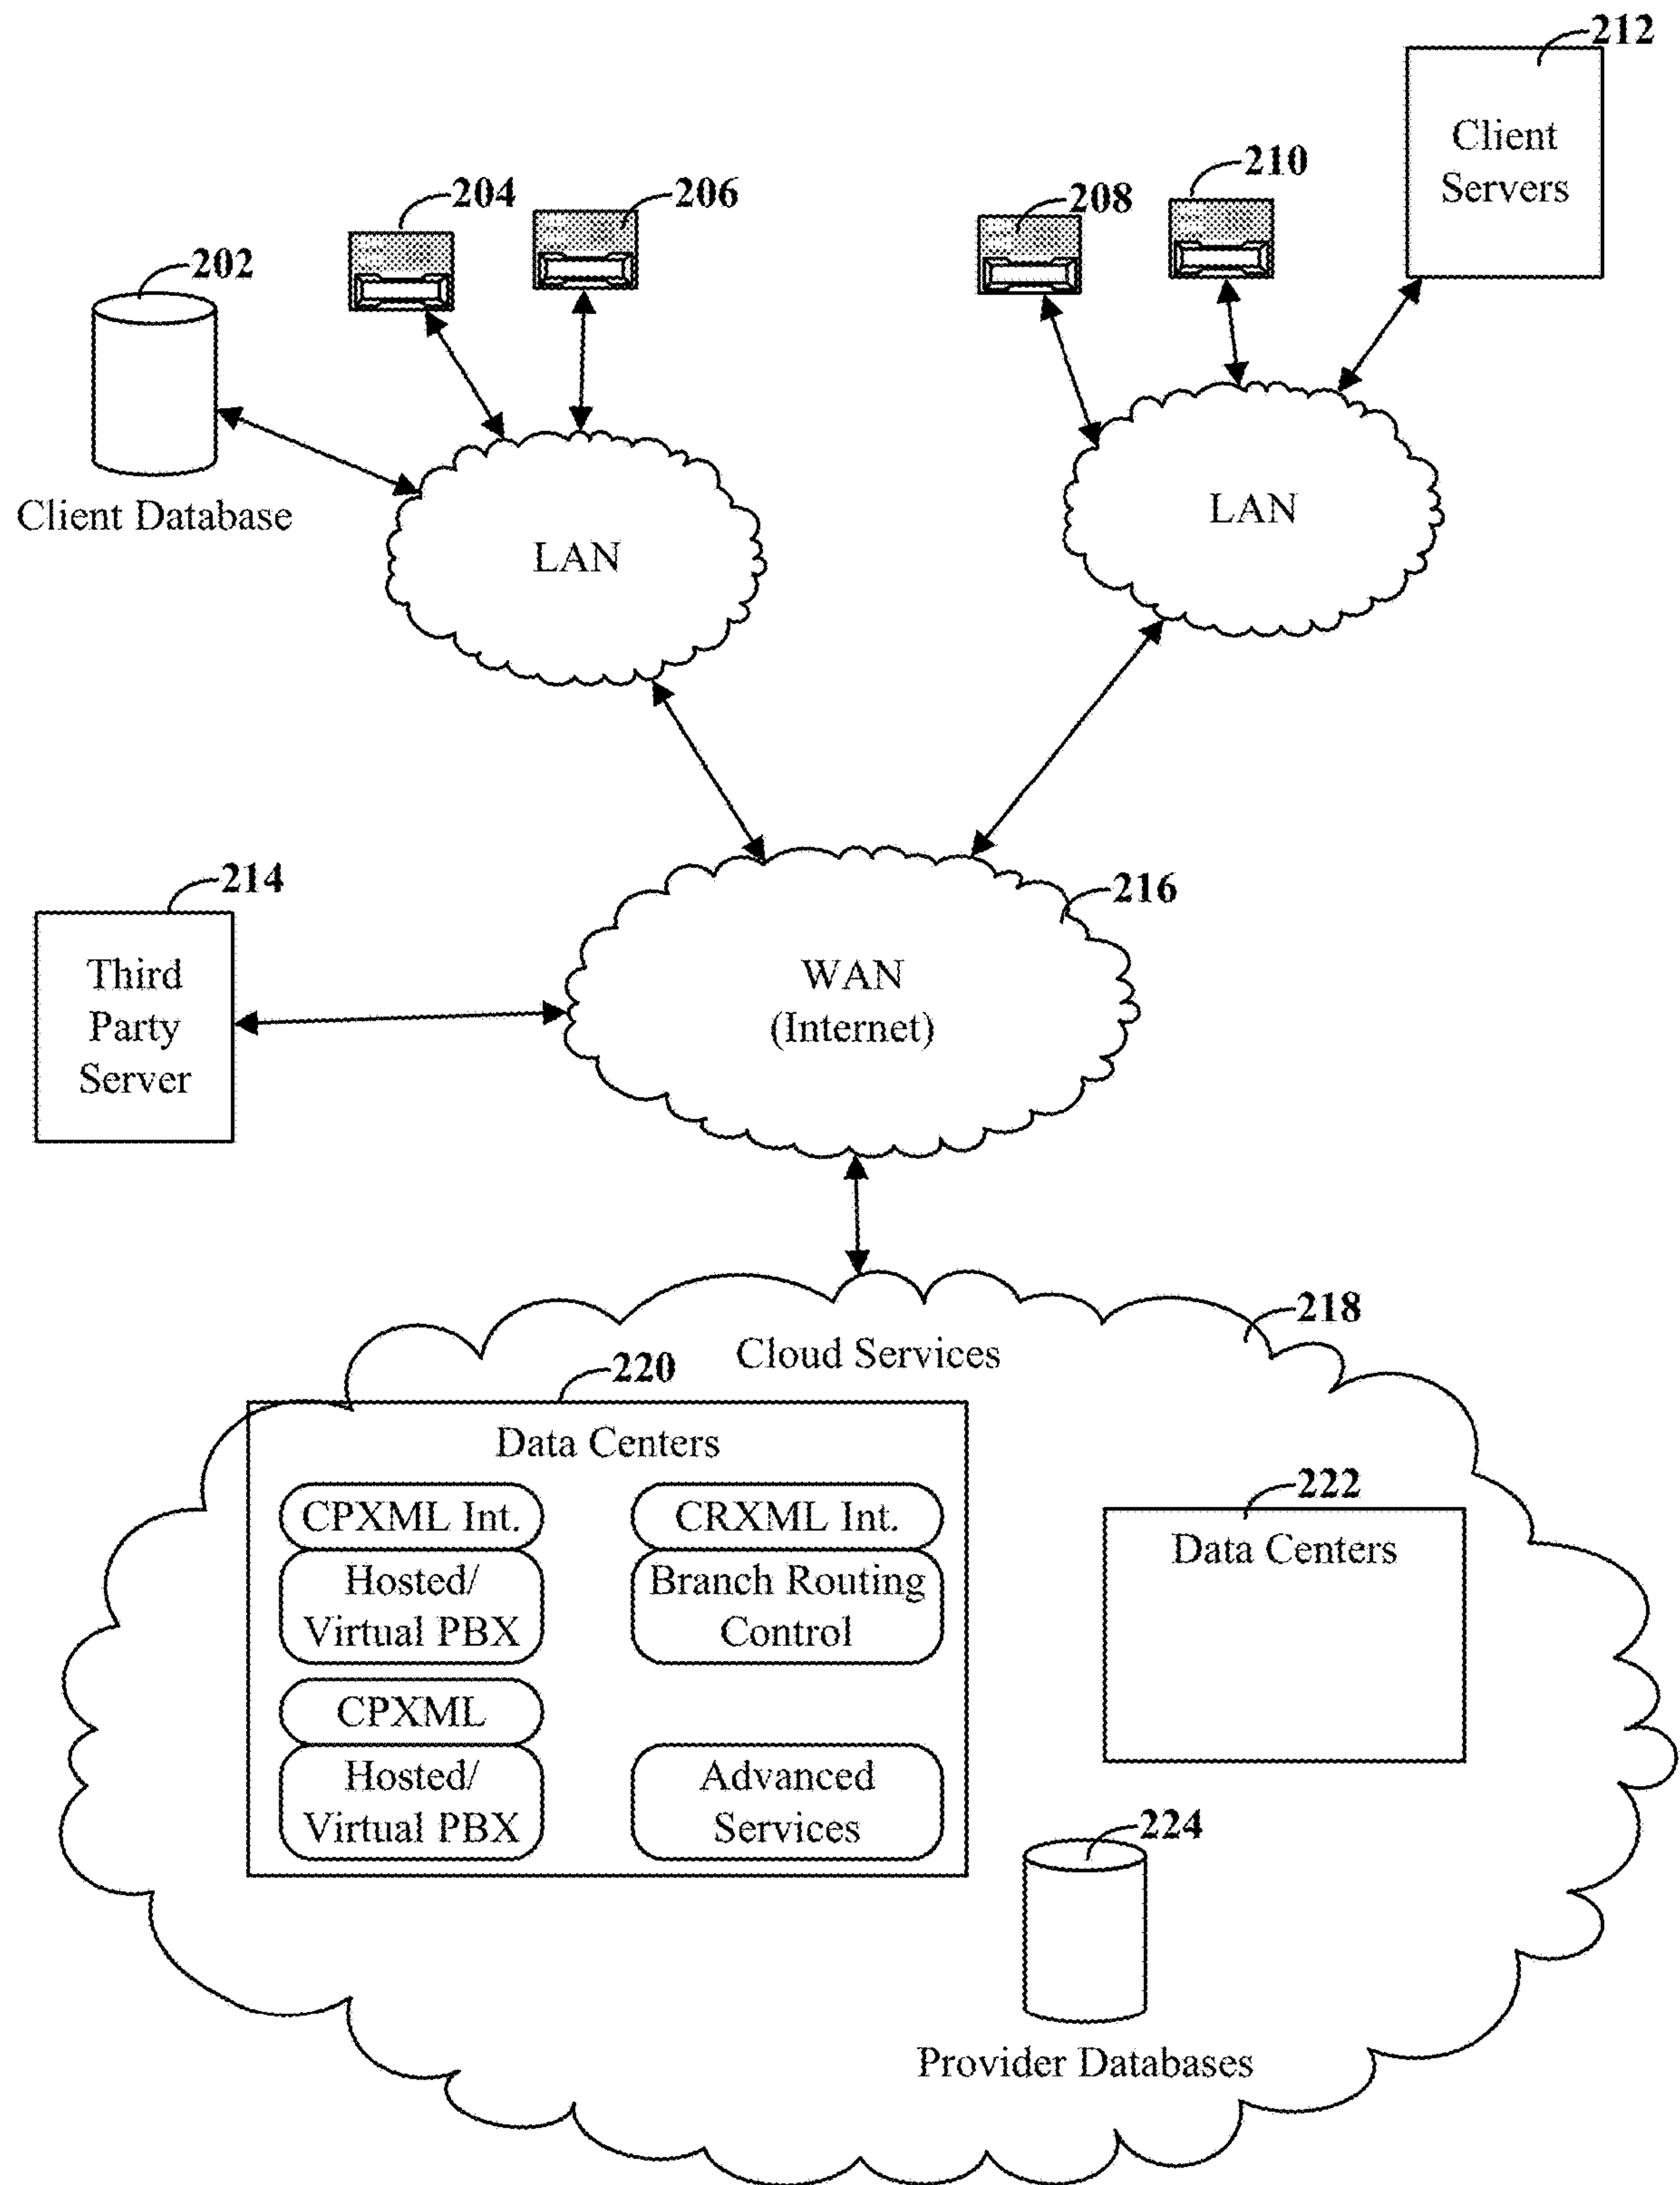 212
Client
Servers
210
204
206
208
202
Client Database
LAN
LAN
214
216
Third
Party
Server
WAN
(Internet)
218
Cloud Services
220
Data Centers
CPXML Int.
CRXML Int.
Hosted/
Virtual PBX
Branch Routing
Control
CPXML
Hosted/
Virtual PBX
Advanced
Services
222
Data Centers
224
Provider Databases